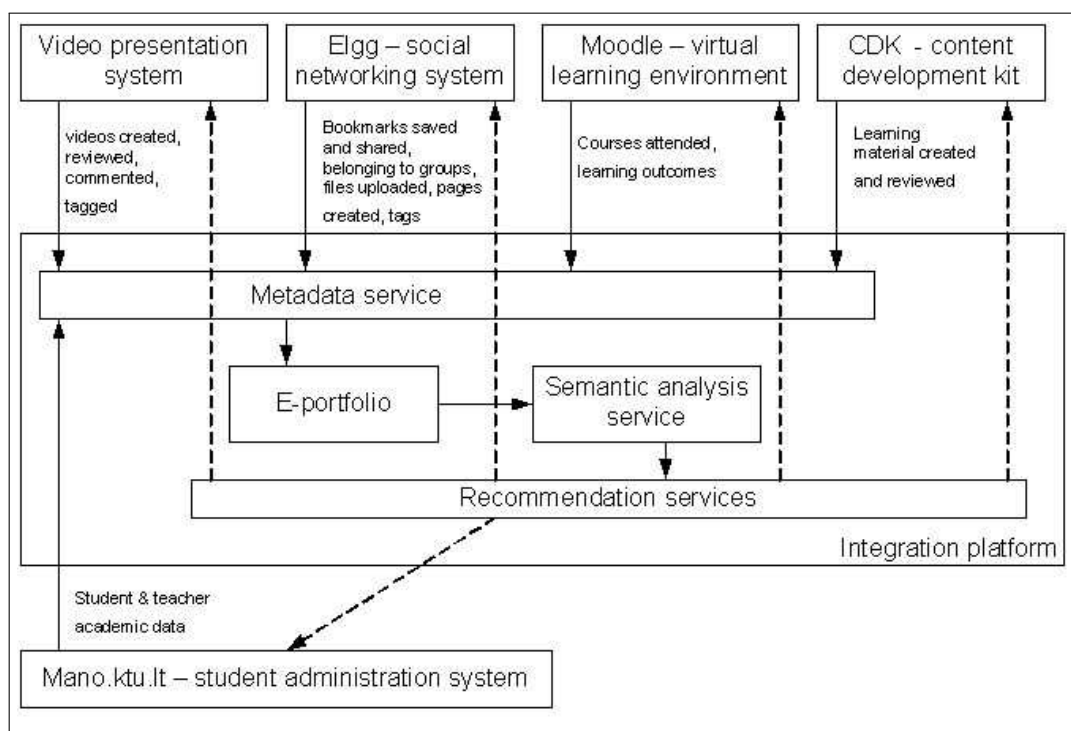 Video presentation
system
Elgg – social
networking system
Moodle – virtual
learning environment
CDK - content
development kit
videos created,
reviewed,
commented,
tagged
Bookmarks saved
and shared,
belonging to groups,
files uploaded, pages
created, tags
Courses attended,
learning outcomes
Learning
material created
and reviewed
Metadata service
E-portfolio
Semantic analysis
service
Recommendation services
Integration platform
Student & teacher
academic data
Mano.ktu.lt – student administration system